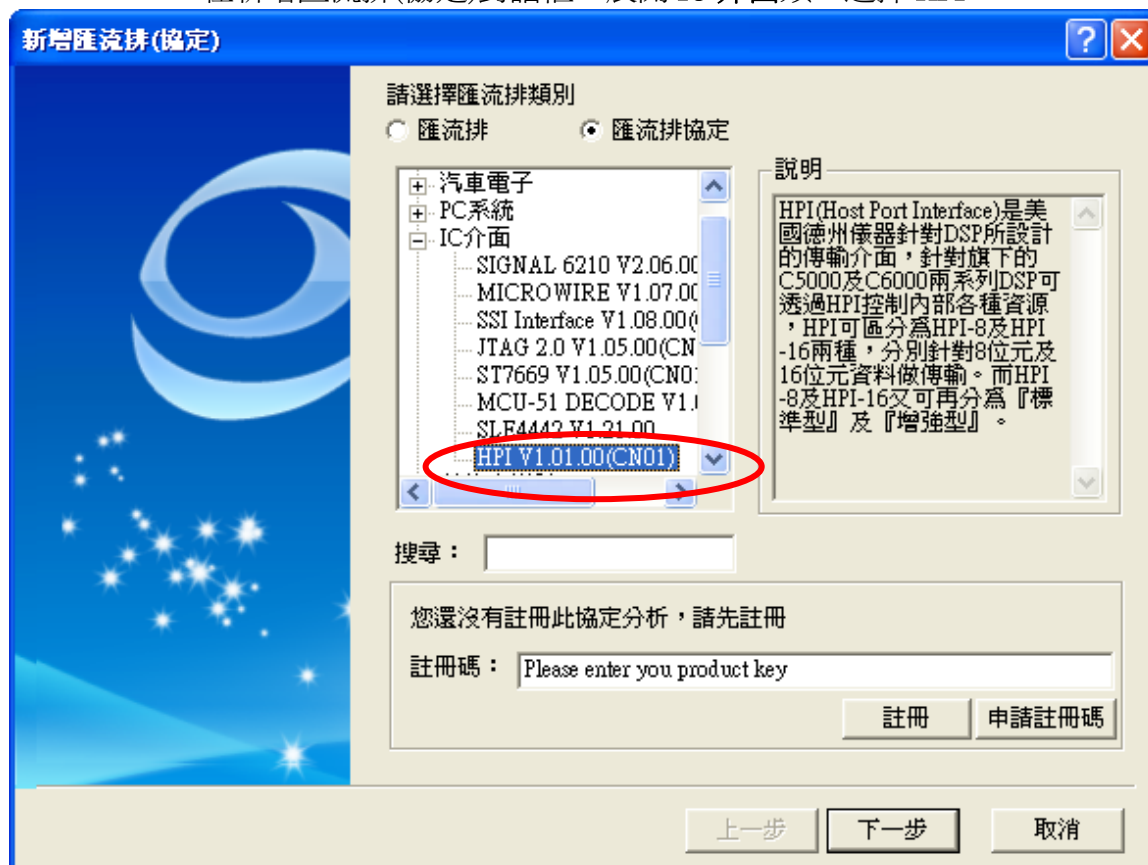 新增匯流排(協定)
請選擇匯流排類別
匯流排
匯流排協定
汽車電子
PC系統
IC介面
SIGNAL 6210 V2.06.00
MICROWIRE V1.07.00
SSI Interface V1.08.00(
JTAG 2.0 V1.05.00(CN
ST7669 V1.05.00(CN0
MCU-51 DECODE V1.
SLE4442 V1.21.00
HPI V1.01.00(CN01)
說明
HPI(Host Port Interface)是美
國德州儀器針對DSP所設計
的傳輸介面，針對旗下的
C5000及C6000兩系列DSP可
透過HPI控制內部各種資源
，HPI可區分為HPI-8及HPI
-16兩種，分別針對8位元及
16位元資料做傳輸。而HPI
-8及HPI-16又可再分為『標
準型』及『增強型』。
搜尋：
您還沒有註冊此協定分析，請先註冊
註冊碼：
Please enter you product key
註冊
申請註冊碼
上一步
下一步
取消